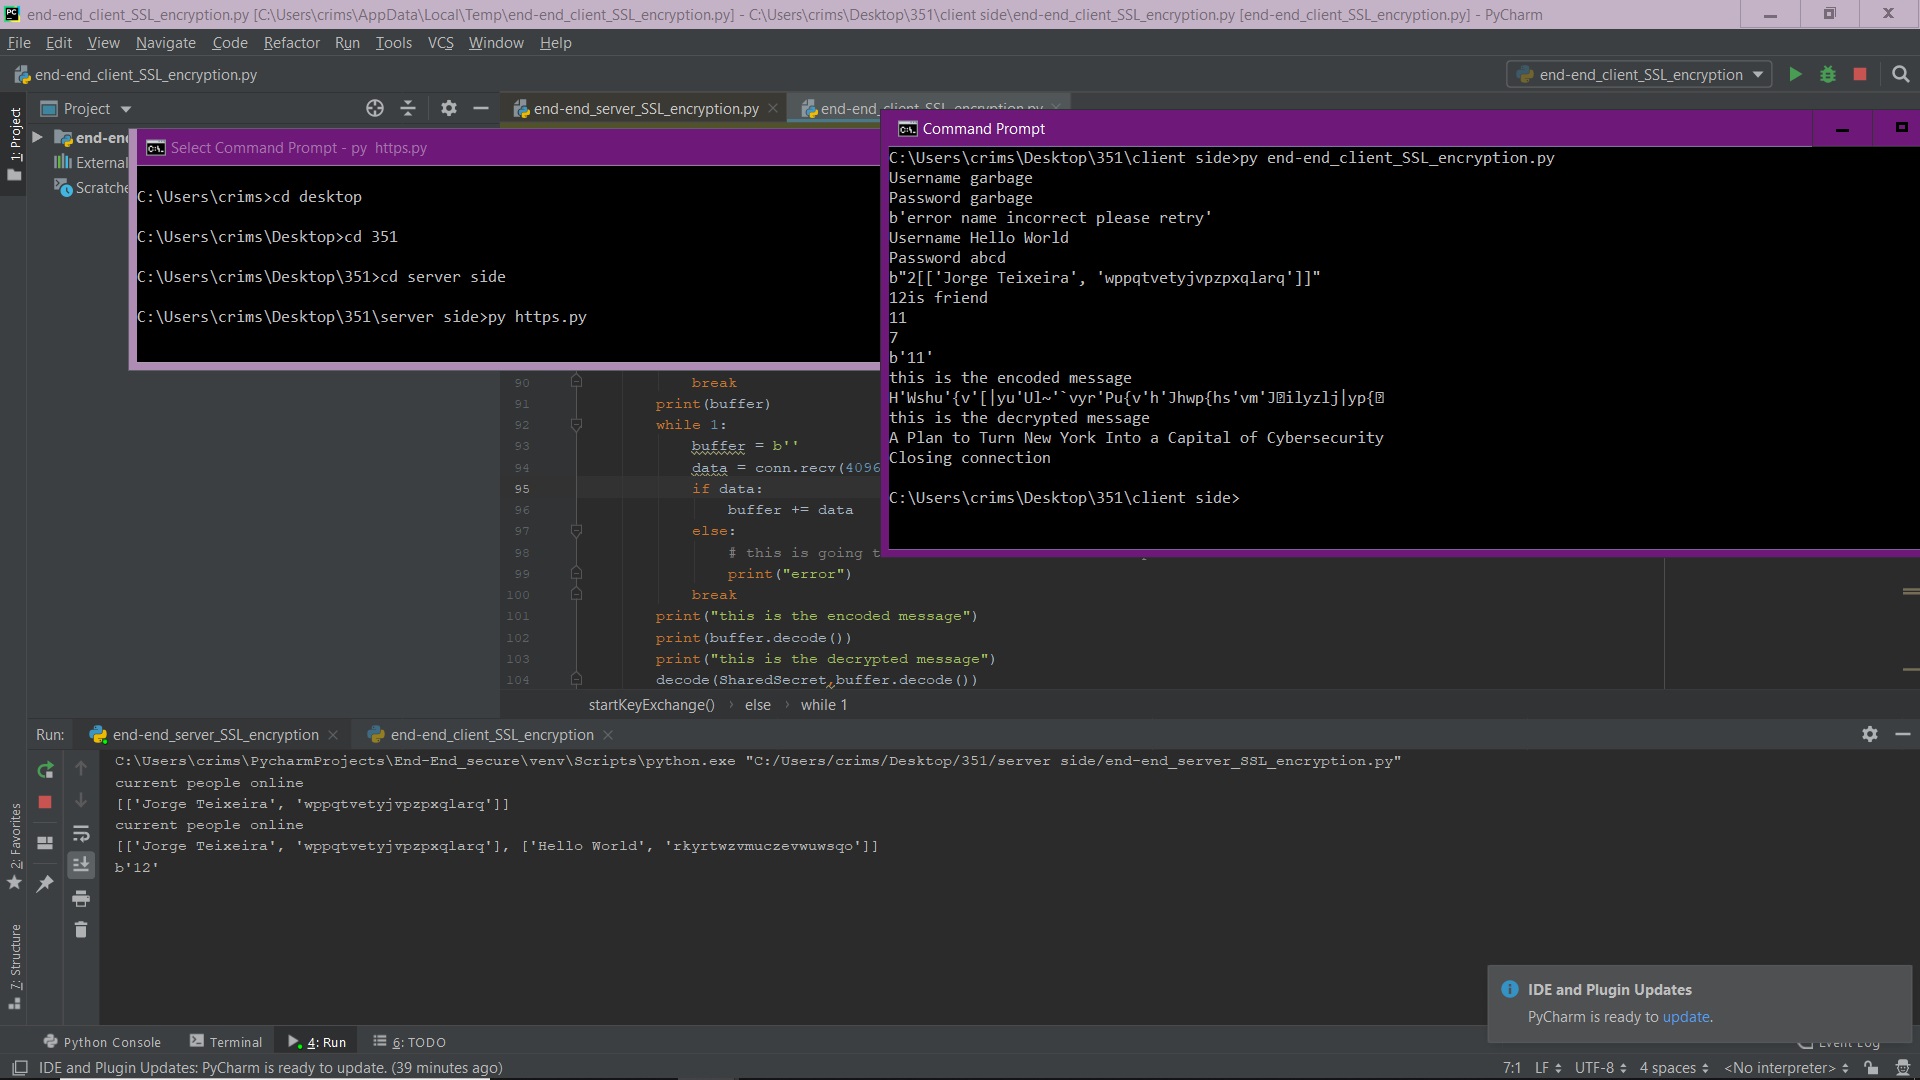 end-end_client_SSL_encryption.py [C:\Users\crims\AppData\Local\Temp\end-end_client_SSL_encryption.py] - C:\Users\crims\Desktop\351\client side\end-end_client_SSL_encryption.py [end-end_client_SSL_encryption.py] - PyCharm
File Edit View Navigate Code Refactor Run Tools VCS Window Help
end-end_client_SSL_encryption.py
end-end_client_SSL_encryption
1: Project
Project
end-en
External
Scratche
end-end_server_SSL_encryption.py
end-end_client_SSL_encryption.py
Select Command Prompt - py  https.py
C:\Users\crims>cd desktop
C:\Users\crims\Desktop>cd 351
C:\Users\crims\Desktop\351>cd server side
C:\Users\crims\Desktop\351\server side>py https.py
Command Prompt
C:\Users\crims\Desktop\351\client side>py end-end_client_SSL_encryption.py
Username garbage
Password garbage
b'error name incorrect please retry'
Username Hello World
Password abcd
b"2[['Jorge Teixeira', 'wppqtvetyjvpzpxqlarq']]"
12is friend
11
7
b'11'
this is the encoded message
H'Wshu'{v'[|yu'Ul~'`vyr'Pu{v'h'Jhwp{hs'vm'J�ilyzlj|yp{�
this is the decrypted message
A Plan to Turn New York Into a Capital of Cybersecurity
Closing connection
C:\Users\crims\Desktop\351\client side>
90 break
91 print(buffer)
92 while 1:
93 buffer = b''
94 data = conn.recv(4096
95 if data:
96 buffer += data
97 else:
98 # this is going t
99 print("error")
100 break
101 print("this is the encoded message")
102 print(buffer.decode())
103 print("this is the decrypted message")
104 decode(SharedSecret,buffer.decode())
startKeyExchange() › else › while 1
Run: end-end_server_SSL_encryption end-end_client_SSL_encryption
C:\Users\crims\PycharmProjects\End-End_secure\venv\Scripts\python.exe "C:/Users/crims/Desktop/351/server side/end-end_server_SSL_encryption.py"
current people online
[['Jorge Teixeira', 'wppqtvetyjvpzpxqlarq']]
current people online
[['Jorge Teixeira', 'wppqtvetyjvpzpxqlarq'], ['Hello World', 'rkyrtwzvmuczevwuwsqo']]
b'12'
2: Favorites
7: Structure
IDE and Plugin Updates
PyCharm is ready to update.
Python Console Terminal 4: Run 6: TODO Event Log
IDE and Plugin Updates: PyCharm is ready to update. (39 minutes ago)
7:1 LF UTF-8 4 spaces <No interpreter>